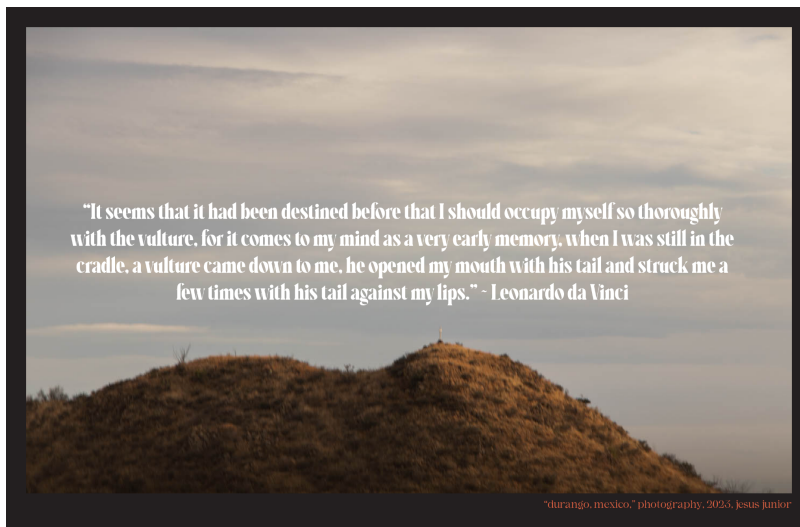 “It seems that it had been destined before that I should occupy myself so thoroughly
with the vulture, for it comes to my mind as a very early memory, when I was still in the
cradle, a vulture came down to me, he opened my mouth with his tail and struck me a
few times with his tail against my lips.” - Leonardo da Vinci
“durango, mexico,” photography, 2025, jesus junior